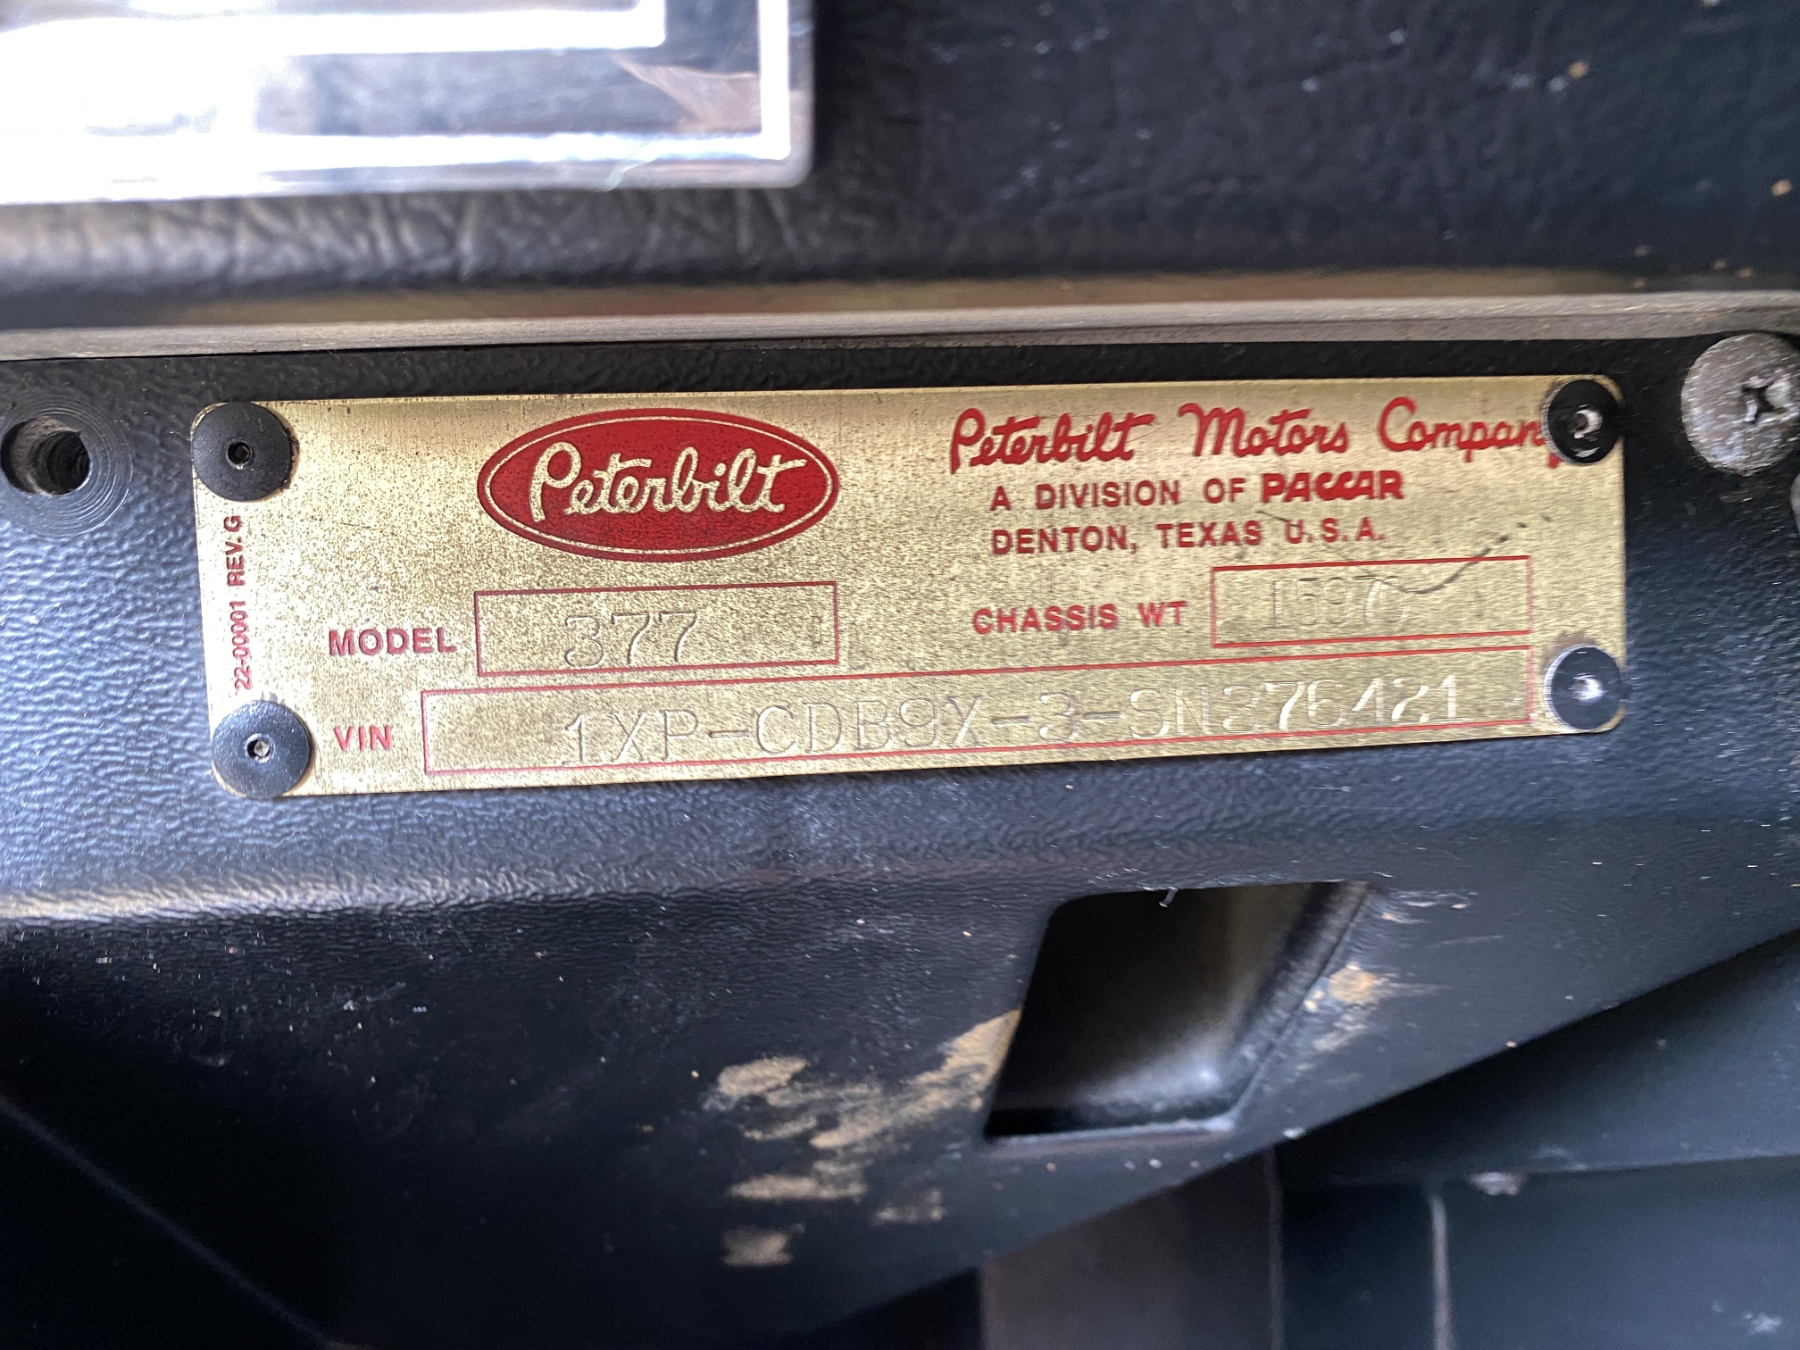 Peterbilt
Peterbilt Motors Company
A DIVISION OF PACCAR
DENTON, TEXAS U.S.A.
22-00001 REV. G
MODEL 377
CHASSIS WT
VIN 1XP-CDB9X-3-SN376421